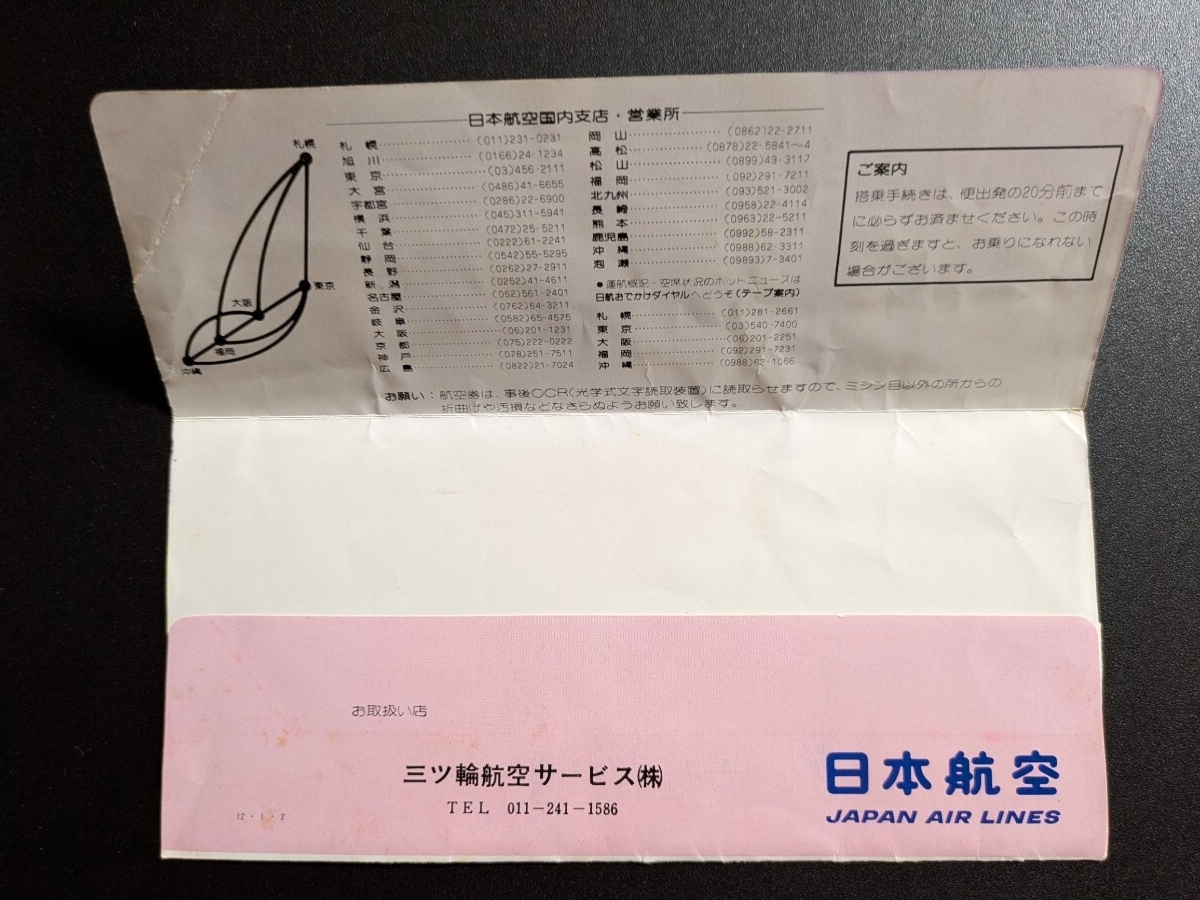 日本航空国内支店・営業所
札幌
東京
大阪
福岡
沖縄
札幌……(011)231-0231
旭川……(0166)24-1234
東京……(03)456-2111
大宮……(0486)41-6655
宇都宮……(0286)22-6900
横浜……(045)311-5941
千葉……(0472)25-5211
仙台……(0222)61-2241
静岡……(0542)55-5295
長野……(0262)27-2911
新潟……(0252)41-4611
名古屋……(052)561-2401
金沢……(0762)64-3211
岐阜……(0582)65-4576
大阪……(06)201-1231
京都……(075)222-0222
神戸……(078)251-7511
広島……(0822)21-7024
岡山……(0862)22-2711
高松……(0878)22-5841～4
松山……(0899)43-3117
福岡……(092)291-7211
北九州……(093)521-3002
長崎……(0958)22-4114
熊本……(0963)22-5211
鹿児島……(0992)58-2311
沖縄……(0988)62-3311
泡瀬……(09893)7-3401
●運航概況・空席状況のホットニュースは
日航おでかけダイヤルへどうぞ(テープ案内)
札幌……(011)281-2661
東京……(03)540-7400
大阪……(06)201-2251
福岡……(092)291-7231
沖縄……(0988)62-1066
ご案内
搭乗手続きは、便出発の20分前まで
に必らずお済ませください。この時
刻を過ぎますと、お乗りになれない
場合がございます。
お願い：航空券は、事後OCR(光学式文字読取装置)に読取らせますので、ミシン目以外の所からの
折曲げや汚損などなさらぬようお願い致します。
お取扱い店
三ツ輪航空サービス㈱
TEL 011-241-1586
12・1・2
日本航空
JAPAN AIR LINES